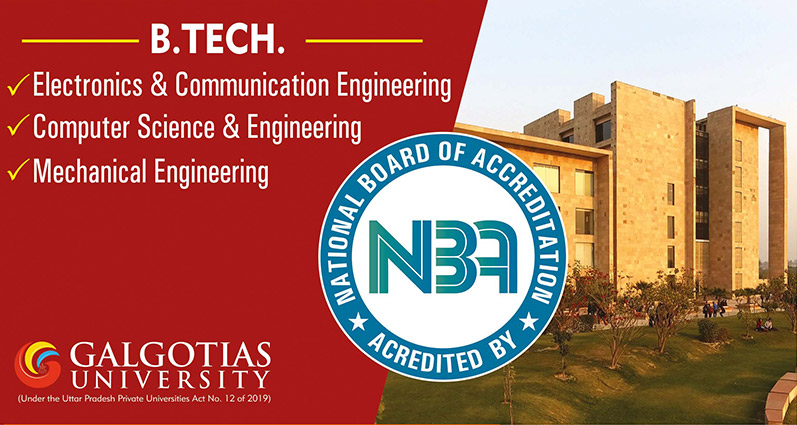 B.TECH.
✓ Electronics & Communication Engineering
✓ Computer Science & Engineering
✓ Mechanical Engineering
NATIONAL BOARD OF ACCREDITATION
NBA
★ ACREDITED BY ★
GALGOTIAS
UNIVERSITY
(Under the Uttar Pradesh Private Universities Act No. 12 of 2019)